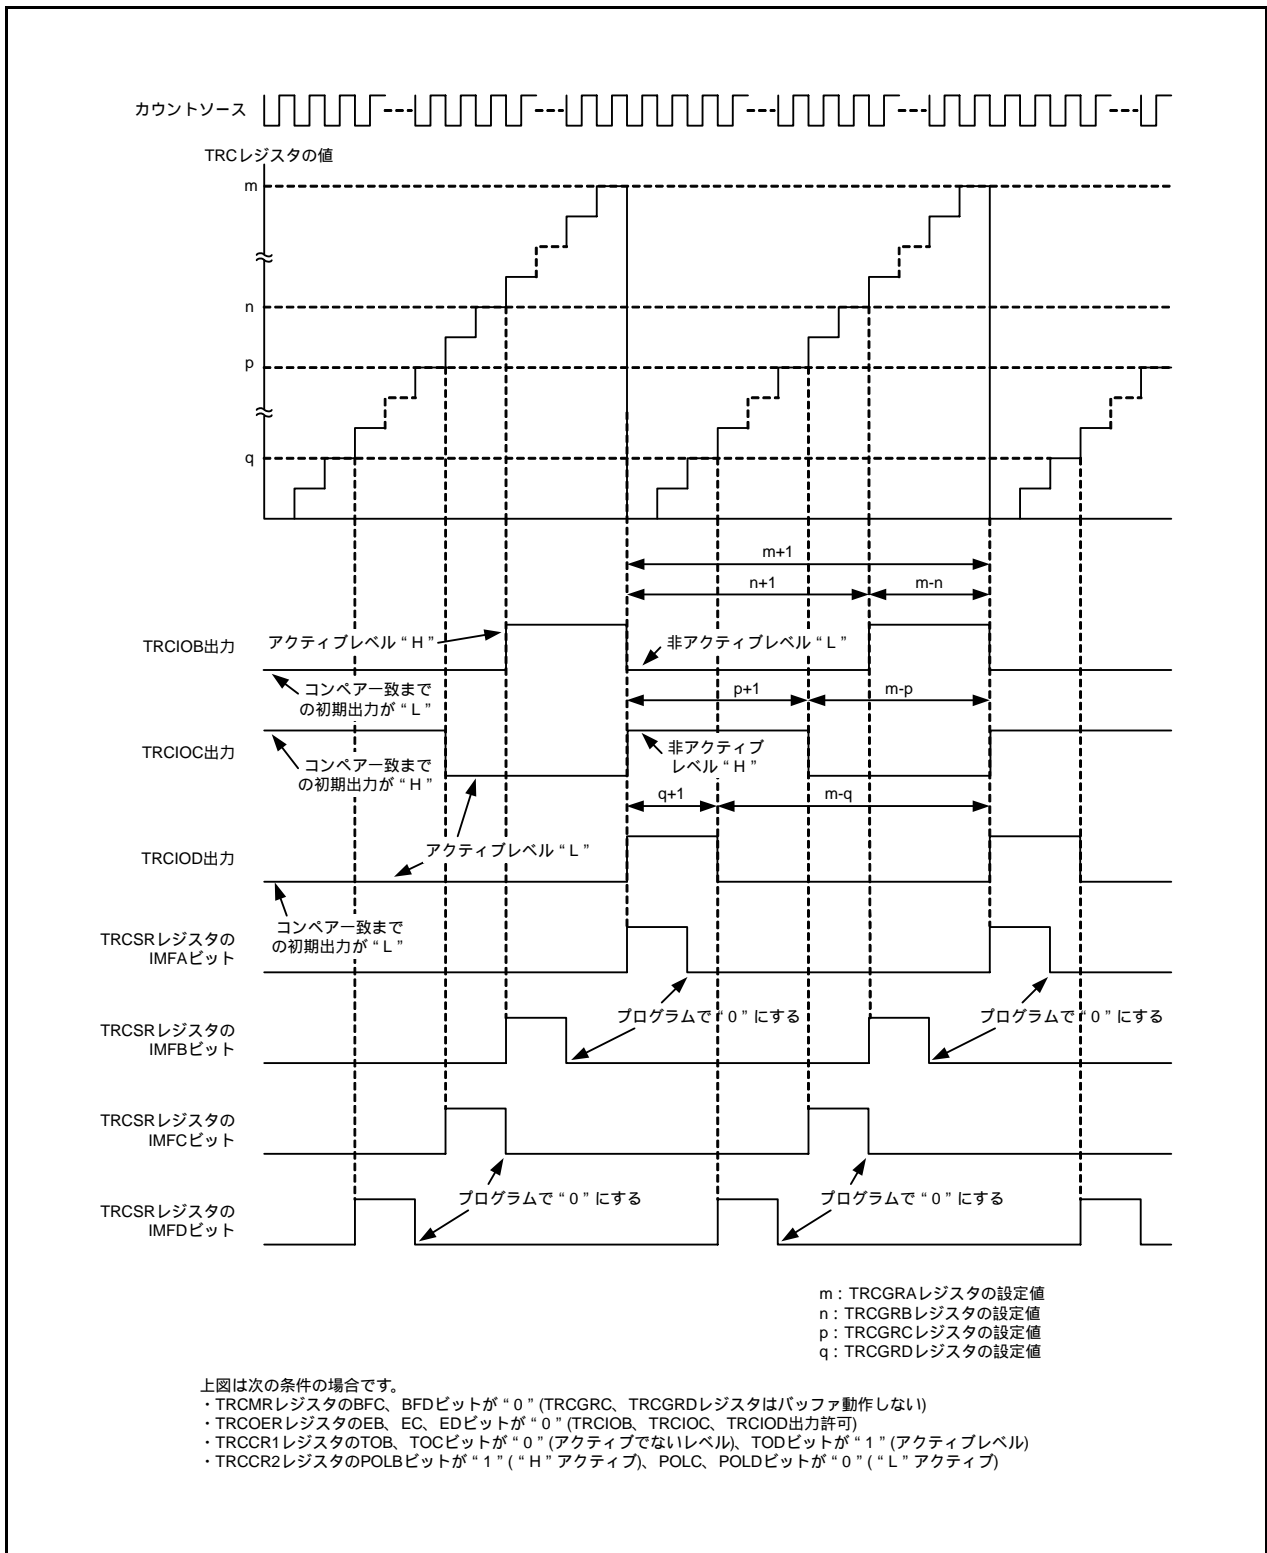 カウントソース
TRCレジスタの値
m
n
p
q
m+1
n+1
m-n
TRCIOB出力
アクティブレベル“H”
非アクティブレベル“L”
コンペア一致まで
の初期出力が“L”
p+1
m-p
TRCIOC出力
非アクティブ
レベル“H”
コンペア一致まで
の初期出力が“H”
q+1
m-q
TRCIOD出力
アクティブレベル“L”
コンペア一致まで
の初期出力が“L”
TRCSRレジスタの
IMFAビット
プログラムで“0”にする
プログラムで“0”にする
TRCSRレジスタの
IMFBビット
TRCSRレジスタの
IMFCビット
プログラムで“0”にする
プログラムで“0”にする
TRCSRレジスタの
IMFDビット
m:TRCGRAレジスタの設定値
n:TRCGRBレジスタの設定値
p:TRCGRCレジスタの設定値
q:TRCGRDレジスタの設定値
上図は次の条件の場合です。
・TRCMRレジスタのBFC、BFDビットが“0”(TRCGRC、TRCGRDレジスタはバッファ動作しない)
・TRCOERレジスタのEB、EC、EDビットが“0”(TRCIOB、TRCIOC、TRCIOD出力許可)
・TRCCR1レジスタのTOB、TOCビットが“0”(アクティブでないレベル)、TODビットが“1”(アクティブレベル)
・TRCCR2レジスタのPOLBビットが“1”(“H”アクティブ)、POLC、POLDビットが“0”(“L”アクティブ)